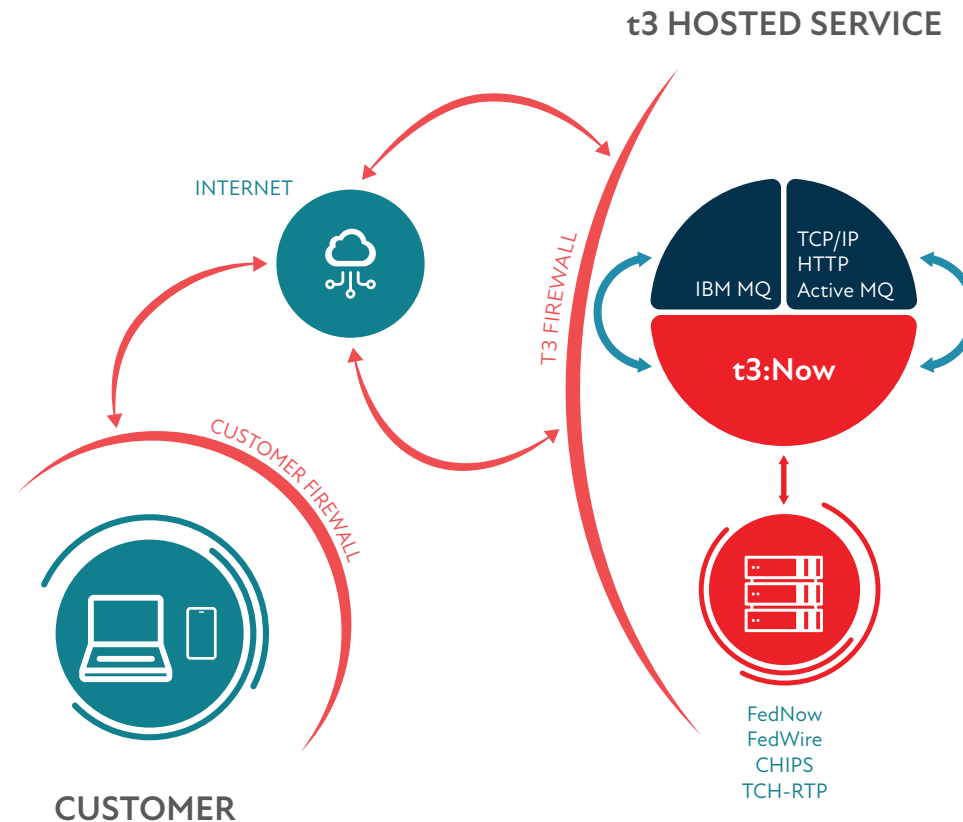 t3 HOSTED SERVICE
INTERNET
T3 FIREWALL
IBM MQ
TCP/IP
HTTP
Active MQ
t3:Now
CUSTOMER FIREWALL
FedNow
FedWire
CHIPS
TCH-RTP
CUSTOMER